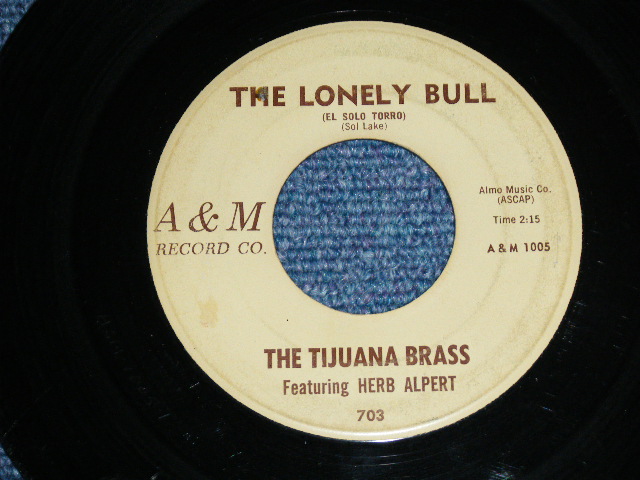 THE LONELY BULL
(EL SOLO TORRO)
(Sol Lake)
A & M
RECORD CO.
Almo Music Co.
(ASCAP)
Time 2:15
A & M 1005
THE TIJUANA BRASS
Featuring HERB ALPERT
703